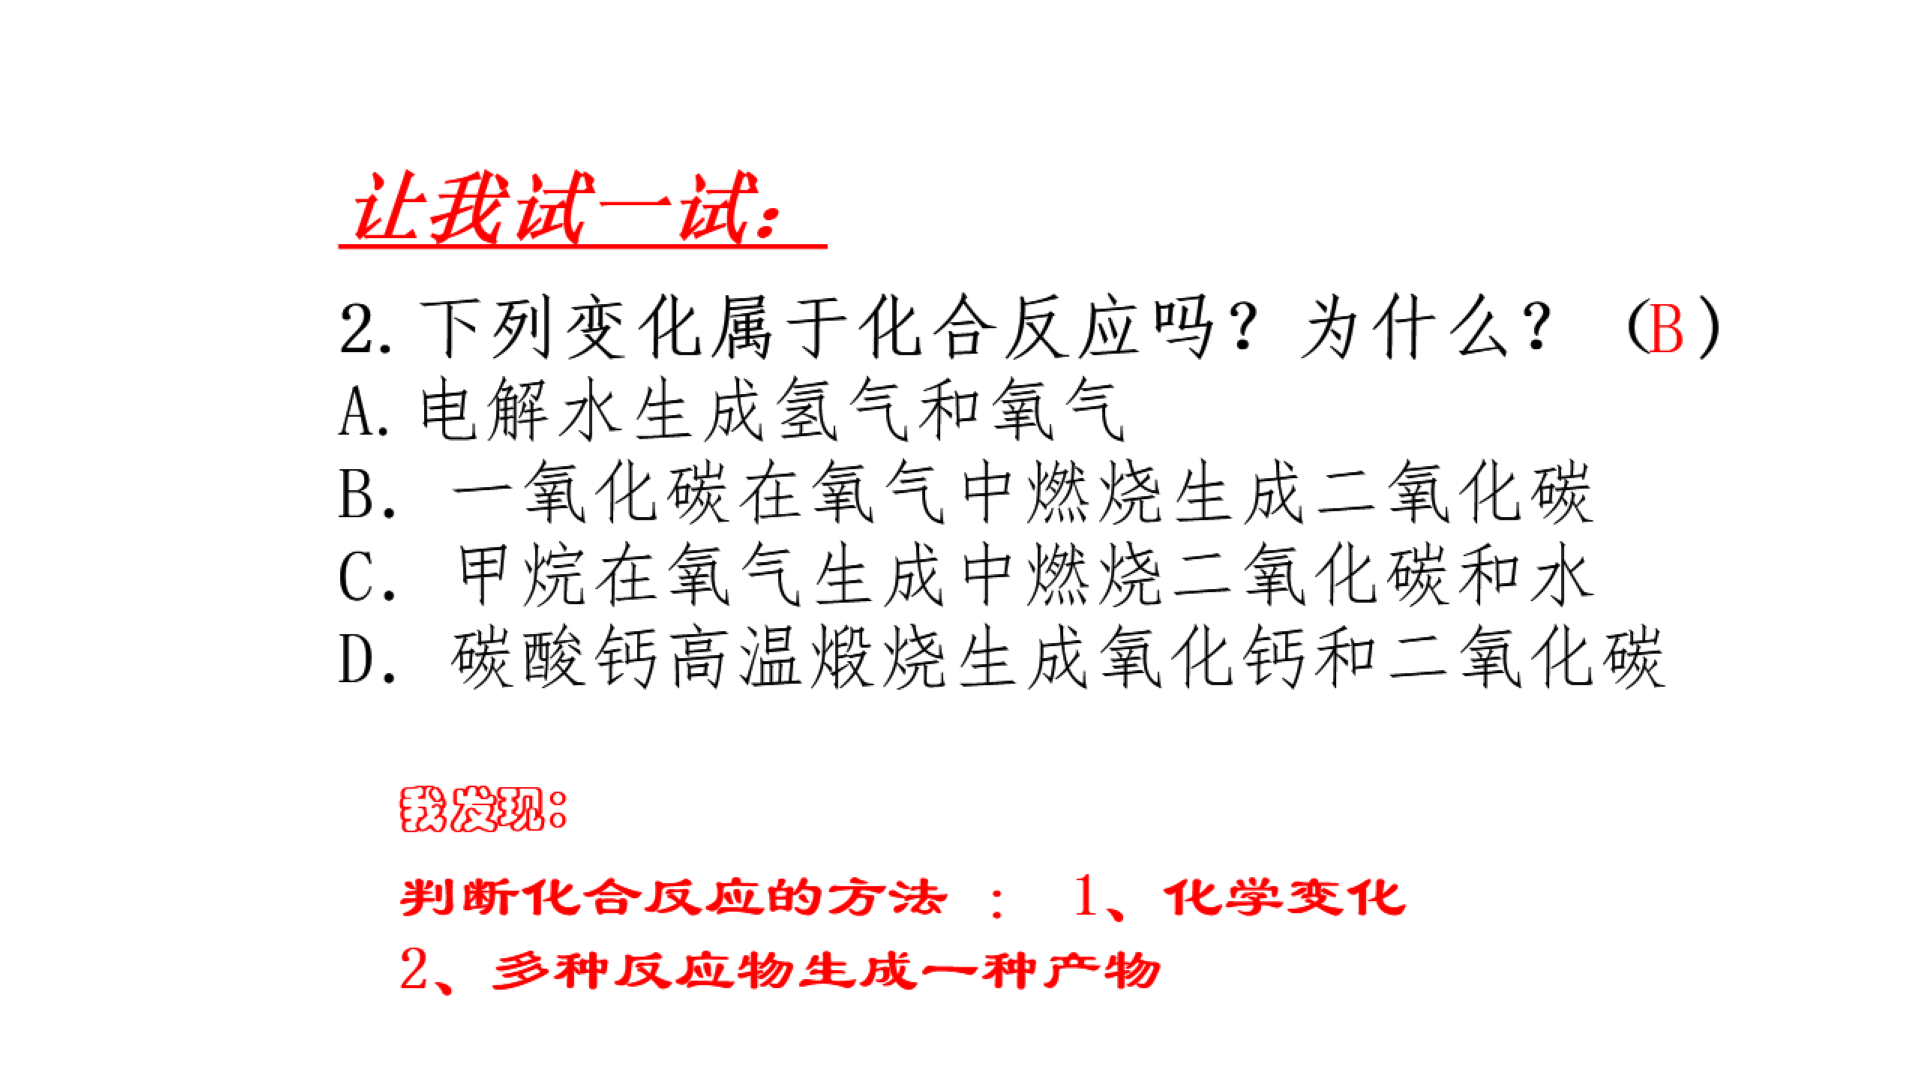 让我试一试：
2.下列变化属于化合反应吗？为什么？（B）
A.电解水生成氢气和氧气
B. 一氧化碳在氧气中燃烧生成二氧化碳
C. 甲烷在氧气生成中燃烧二氧化碳和水
D. 碳酸钙高温煅烧生成氧化钙和二氧化碳
我发现：
判断化合反应的方法 ： 1、化学变化
2、多种反应物生成一种产物